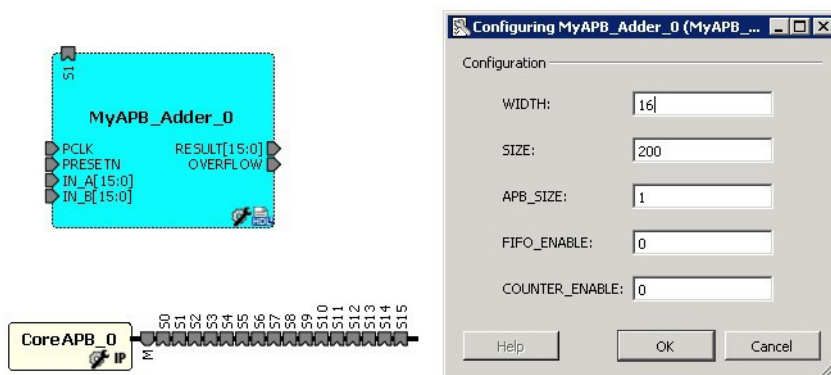 S1
MyAPB_Adder_0
PCLK RESULT[15:0]
PRESETN OVERFLOW
IN_A[15:0]
IN_B[15:0]
HDL
CoreAPB_0
IP
M
S0
S1
S2
S3
S4
S5
S6
S7
S8
S9
S10
S11
S12
S13
S14
S15
Configuring MyAPB_Adder_0 (MyAPB_...
Configuration
WIDTH: 16
SIZE: 200
APB_SIZE: 1
FIFO_ENABLE: 0
COUNTER_ENABLE: 0
Help OK Cancel